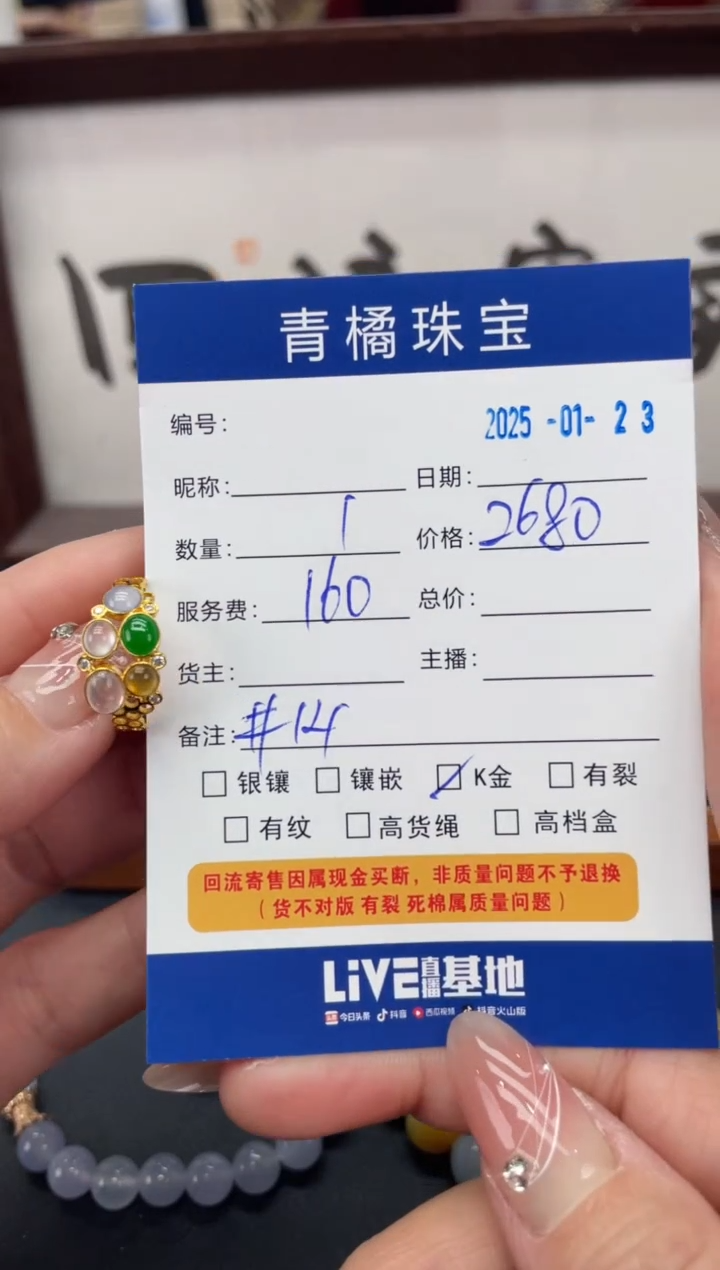 青橘珠宝
编号: 2025 -01- 23
昵称: 日期:
数量: 1 价格: 2680
服务费: 160 总价:
货主: 主播:
备注: #14
银镶 镶嵌 K金 有裂
有纹 高货绳 高档盒
回流寄售因属现金买断，非质量问题不予退换
（货不对版 有裂 死棉属质量问题）
LiVE直播基地
今日头条 抖音 西瓜视频 抖音火山版